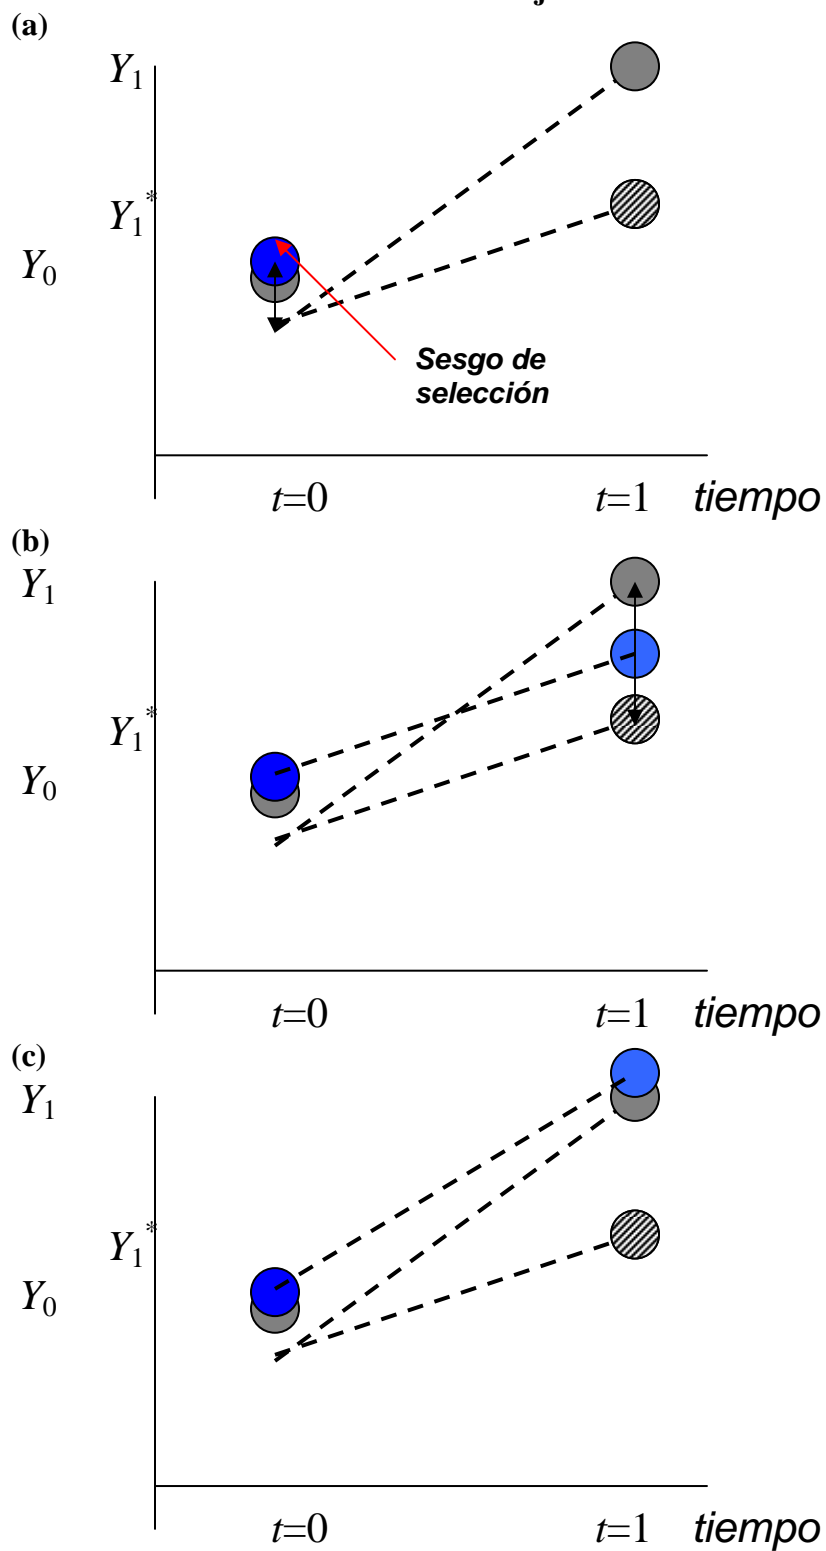 (a)
Y₁
Y₁*
Y₀
Sesgo de
selección
t=0 t=1 tiempo
(b)
Y₁
Y₁*
Y₀
t=0 t=1 tiempo
(c)
Y₁
Y₁*
Y₀
t=0 t=1 tiempo